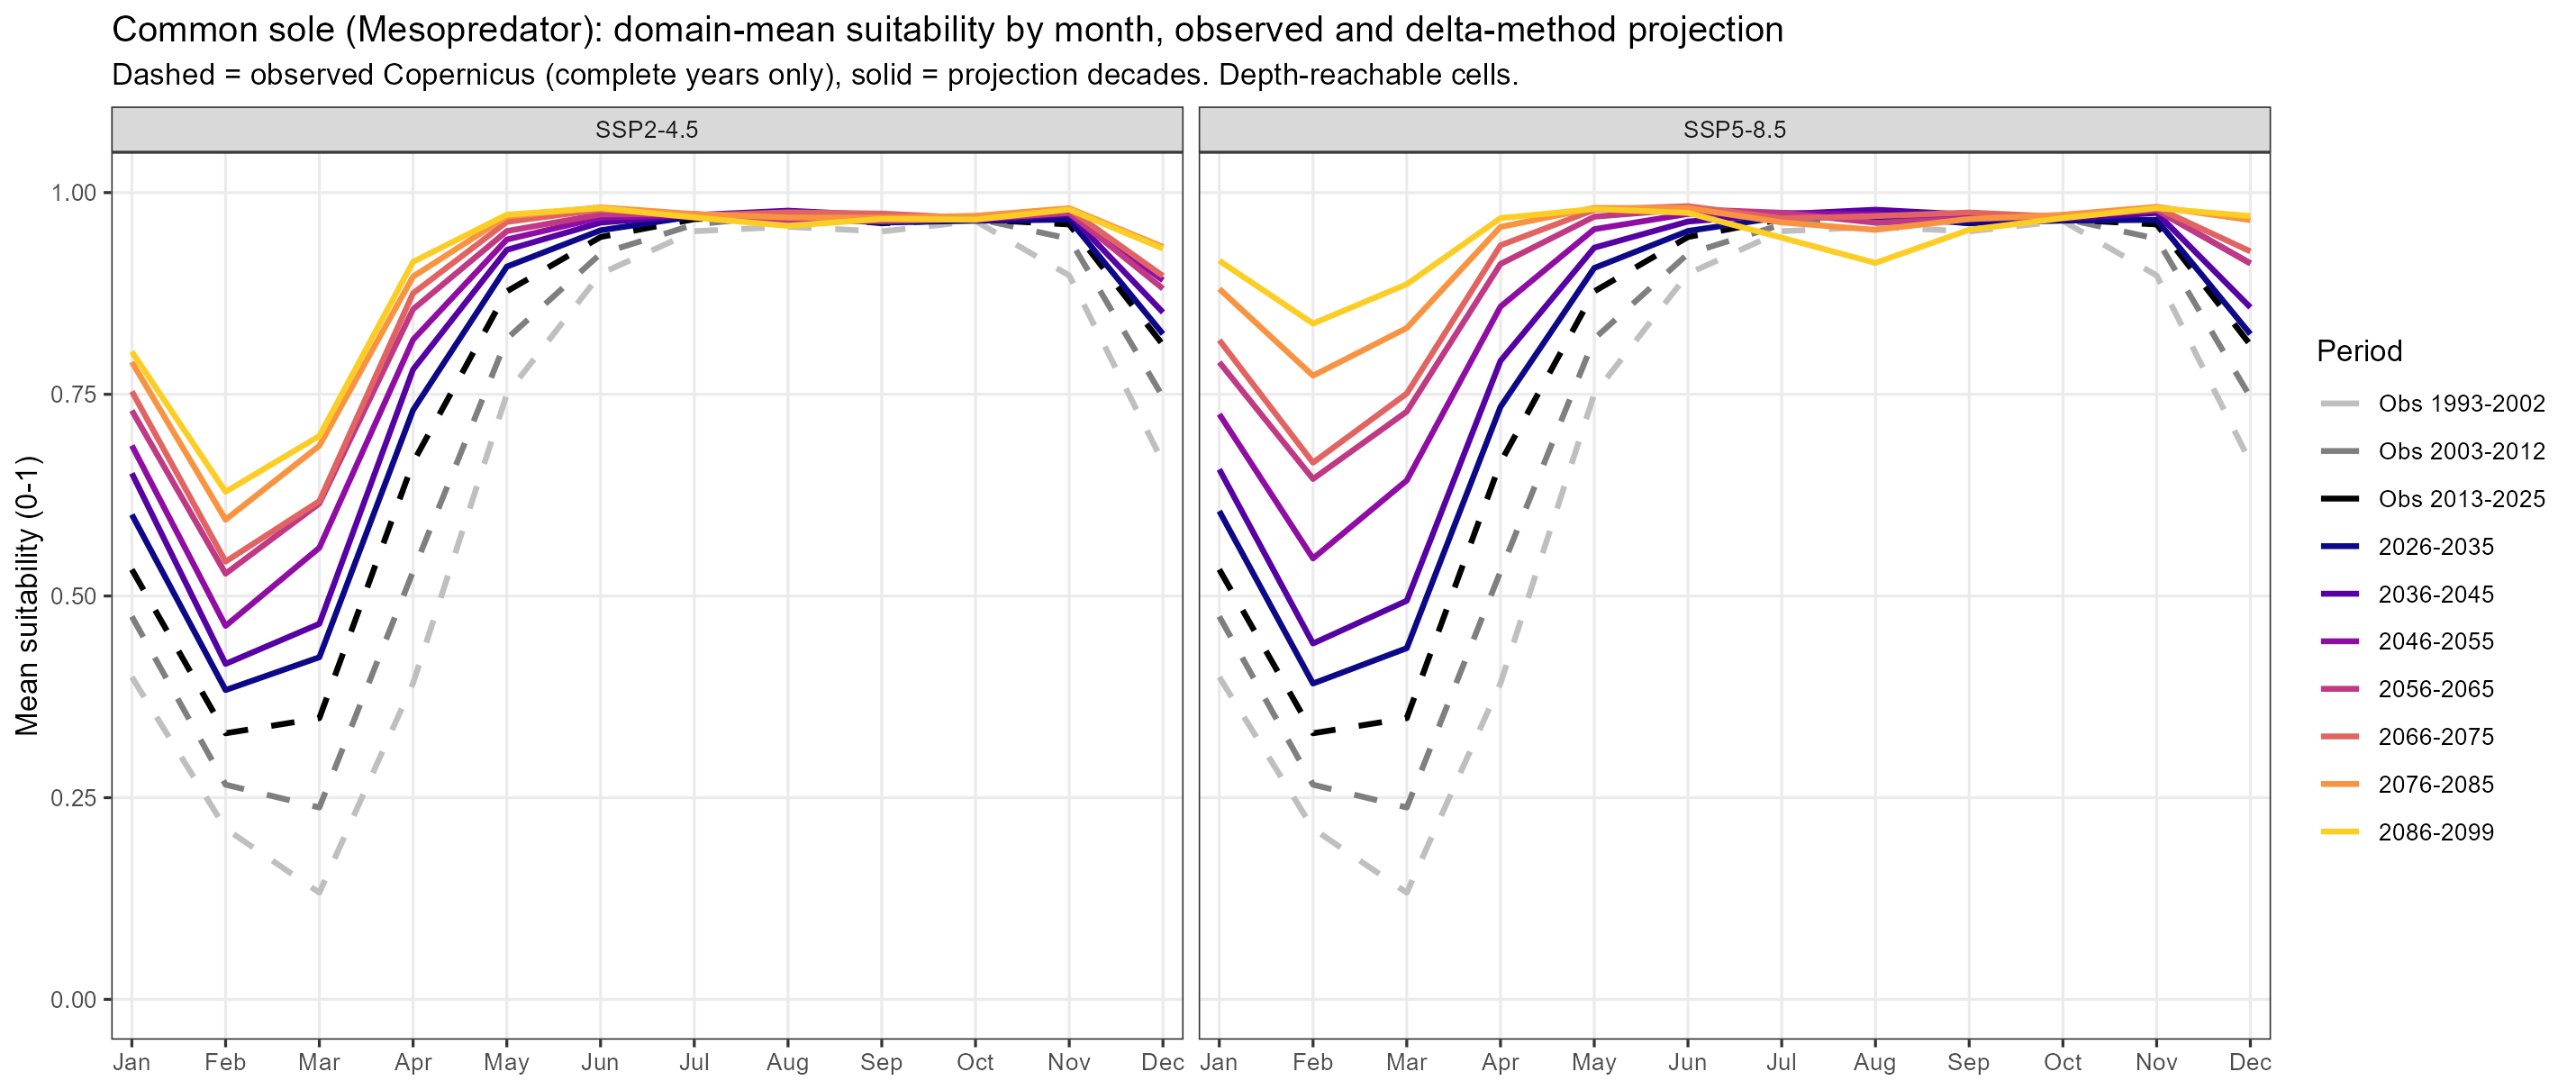 Common sole (Mesopredator): domain-mean suitability by month, observed and delta-method projection
Dashed = observed Copernicus (complete years only), solid = projection decades. Depth-reachable cells.
SSP2-4.5
SSP5-8.5
Mean suitability (0-1)
1.00
0.75
0.50
0.25
0.00
Jan Feb Mar Apr May Jun Jul Aug Sep Oct Nov Dec
Jan Feb Mar Apr May Jun Jul Aug Sep Oct Nov Dec
Period
Obs 1993-2002
Obs 2003-2012
Obs 2013-2025
2026-2035
2036-2045
2046-2055
2056-2065
2066-2075
2076-2085
2086-2099